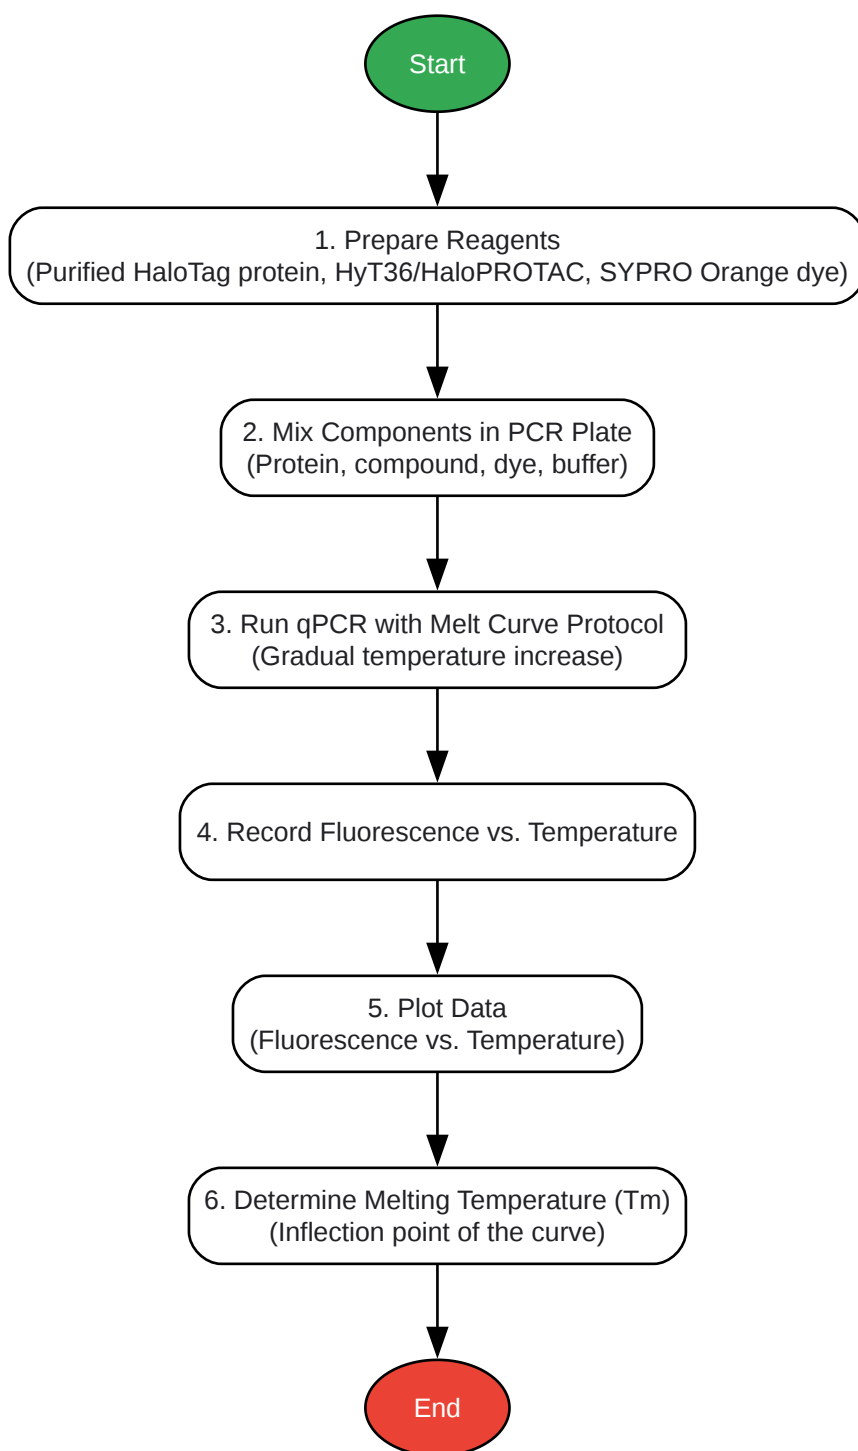 Start
1. Prepare Reagents
(Purified HaloTag protein, HyT36/HaloPROTAC, SYPRO Orange dye)
2. Mix Components in PCR Plate
(Protein, compound, dye, buffer)
3. Run qPCR with Melt Curve Protocol
(Gradual temperature increase)
4. Record Fluorescence vs. Temperature
5. Plot Data
(Fluorescence vs. Temperature)
6. Determine Melting Temperature (Tm)
(Inflection point of the curve)
End